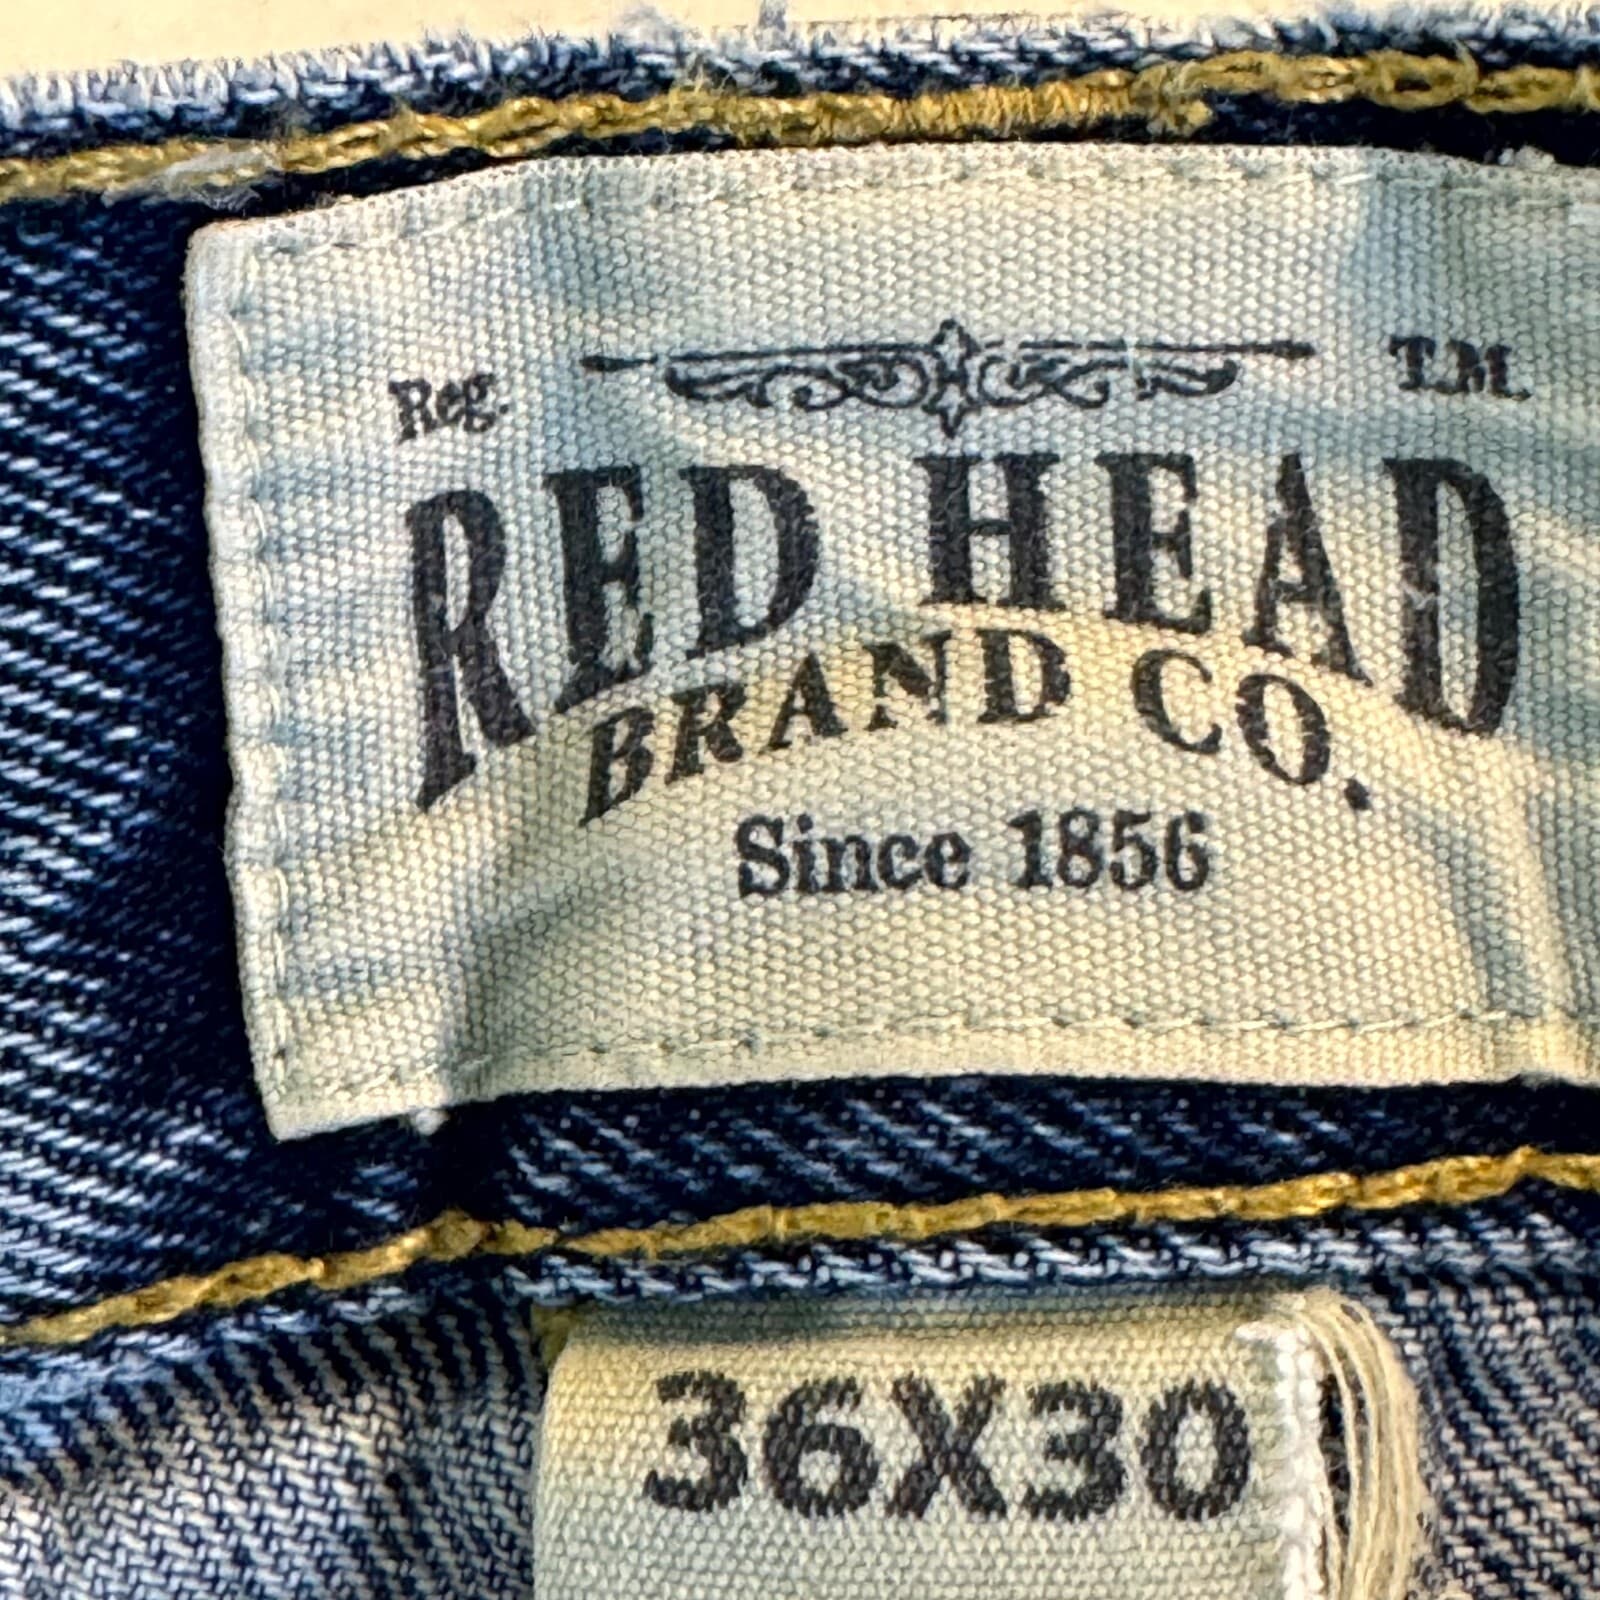 Reg. T.M.
RED HEAD
BRAND CO.
Since 1856
36X30